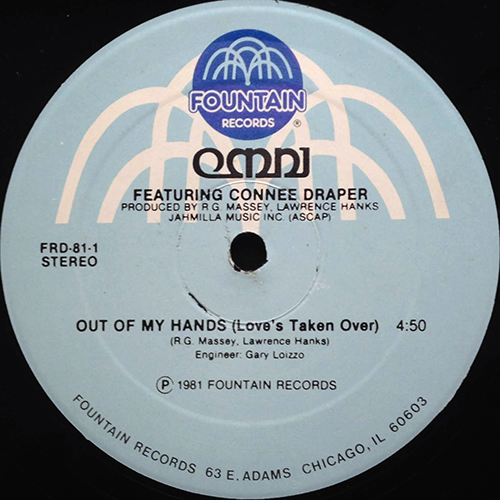 FOUNTAIN
RECORDS
®
OMNI
FEATURING CONNEE DRAPER
PRODUCED BY R.G. MASSEY, LAWRENCE HANKS
JAHMILLA MUSIC INC. (ASCAP)
FRD-81-1
STEREO
OUT OF MY HANDS (Love's Taken Over) 4:50
(R.G. Massey, Lawrence Hanks)
Engineer: Gary Loizzo
℗ 1981 FOUNTAIN RECORDS
FOUNTAIN RECORDS 63 E. ADAMS CHICAGO, IL 60603